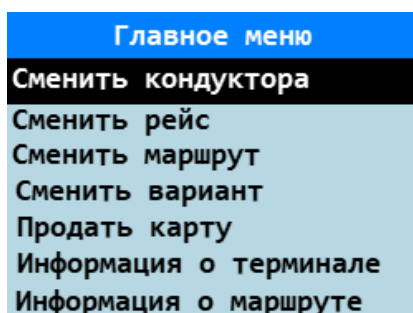 Главное меню
Сменить кондуктора
Сменить рейс
Сменить маршрут
Сменить вариант
Продать карту
Информация о терминале
Информация о маршруте